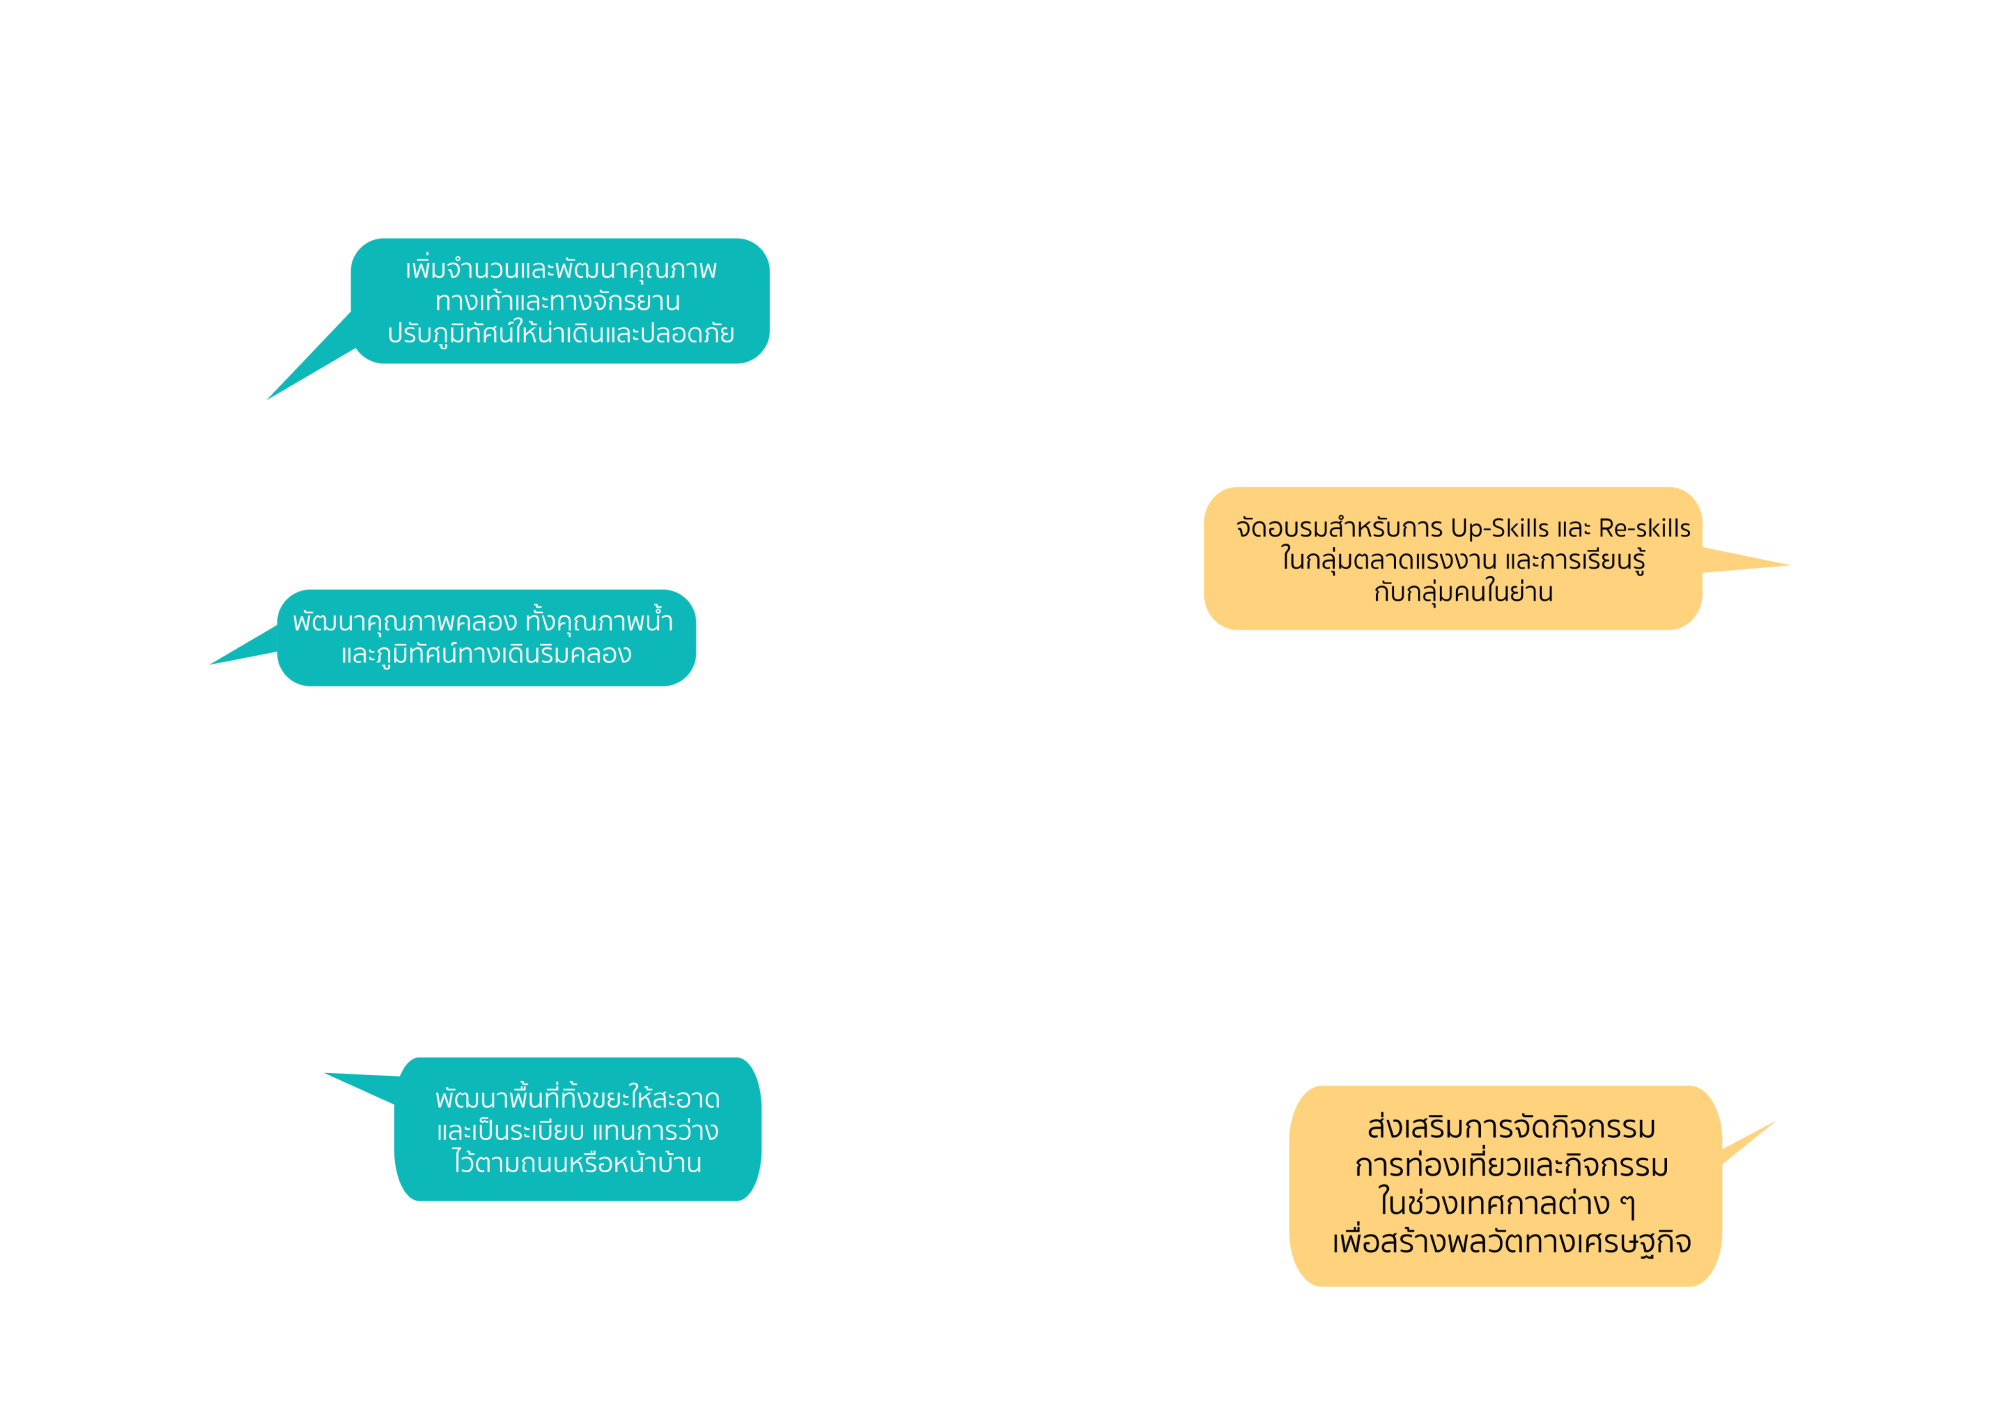 เพิ่มจำนวนและพัฒนาคุณภาพ
ทางเท้าและทางจักรยาน
ปรับภูมิทัศน์ให้น่าเดินและปลอดภัย
จัดอบรมสำหรับการ Up-Skills และ Re-skills
ในกลุ่มตลาดแรงงาน และการเรียนรู้
กับกลุ่มคนในย่าน
พัฒนาคุณภาพคลอง ทั้งคุณภาพน้ำ
และภูมิทัศน์ทางเดินริมคลอง
พัฒนาพื้นที่ทิ้งขยะให้สะอาด
และเป็นระเบียบ แทนการว่าง
ไว้ตามถนนหรือหน้าบ้าน
ส่งเสริมการจัดกิจกรรม
การท่องเที่ยวและกิจกรรม
ในช่วงเทศกาลต่าง ๆ
เพื่อสร้างพลวัตทางเศรษฐกิจ